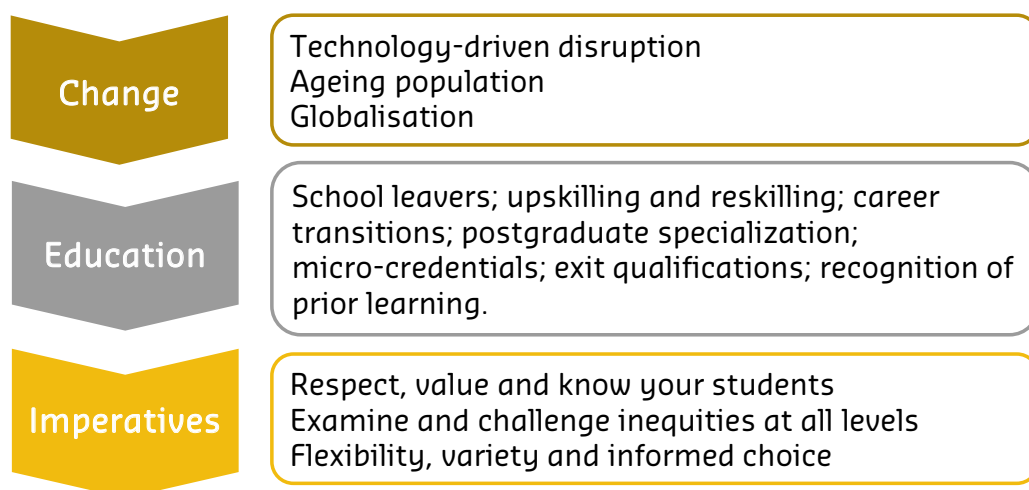 Change
Technology-driven disruption
Ageing population
Globalisation
Education
School leavers; upskilling and reskilling; career
transitions; postgraduate specialization;
micro-credentials; exit qualifications; recognition of
prior learning.
Imperatives
Respect, value and know your students
Examine and challenge inequities at all levels
Flexibility, variety and informed choice